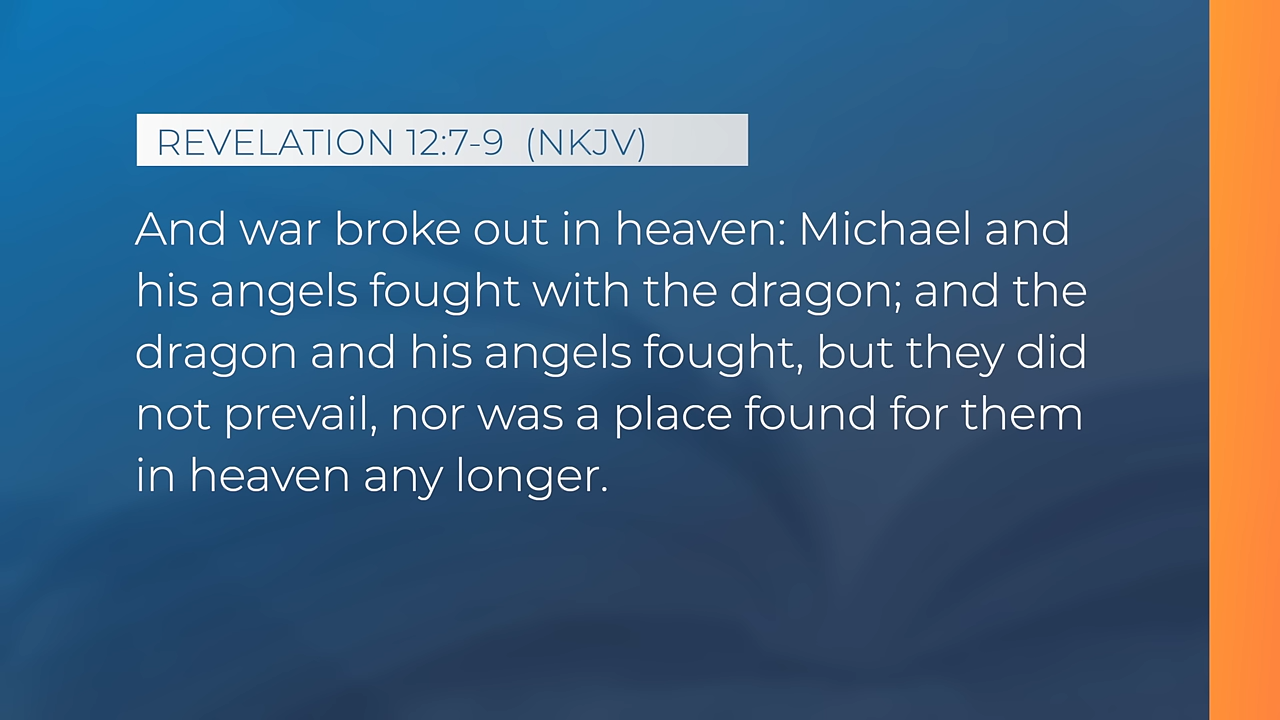 REVELATION 12:7-9 (NKJV)
And war broke out in heaven: Michael and
his angels fought with the dragon; and the
dragon and his angels fought, but they did
not prevail, nor was a place found for them
in heaven any longer.